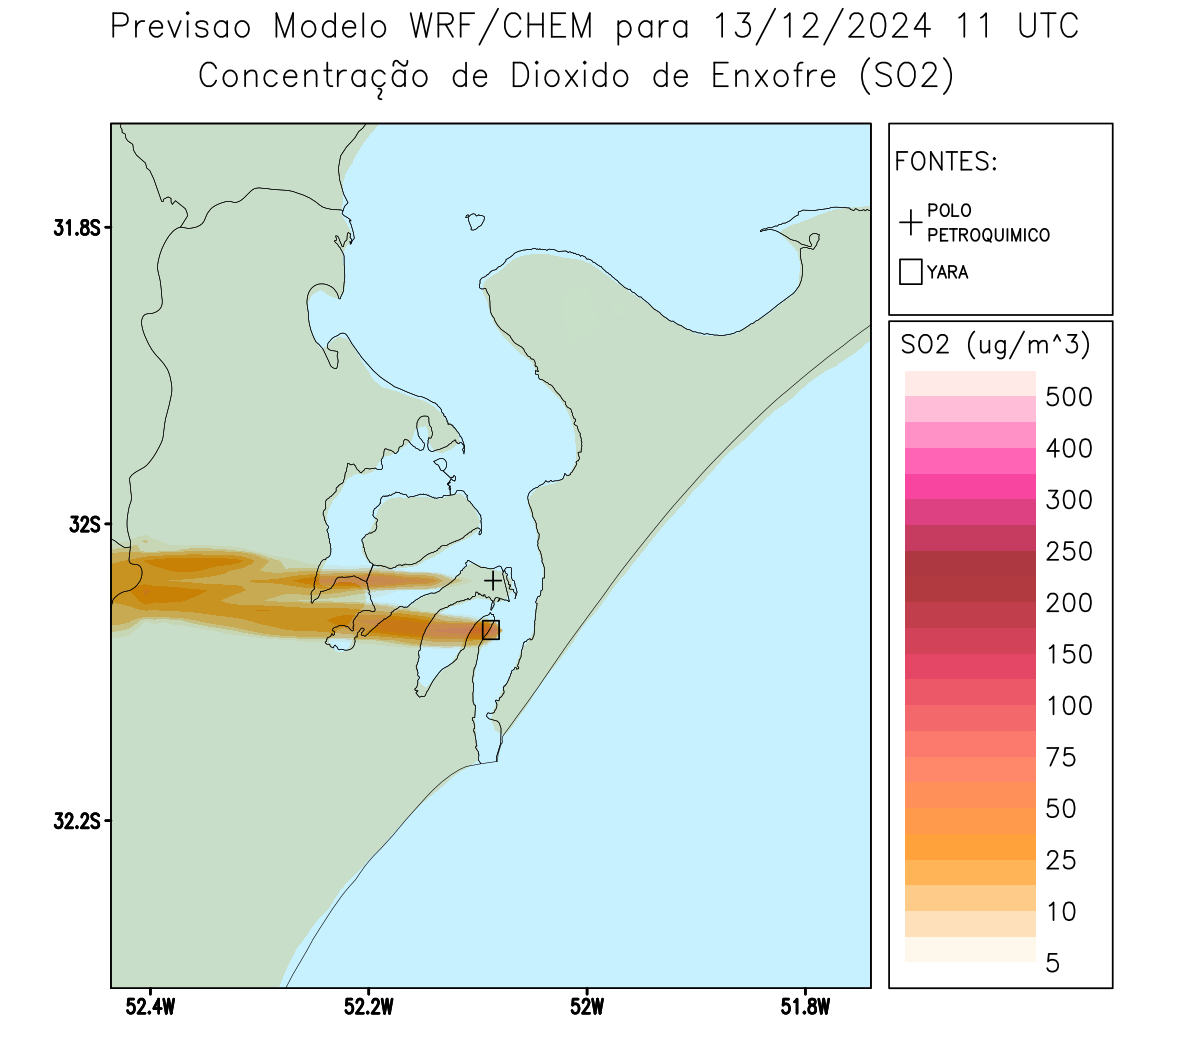 Previsao Modelo WRF/CHEM para 13/12/2024 11 UTC
Concentração de Dioxido de Enxofre (SO2)
FONTES:
POLO
PETROQUIMICO
YARA
31.8S
32S
32.2S
52.4W
52.2W
52W
51.8W
SO2 (ug/m^3)
500
400
300
250
200
150
100
75
50
25
10
5